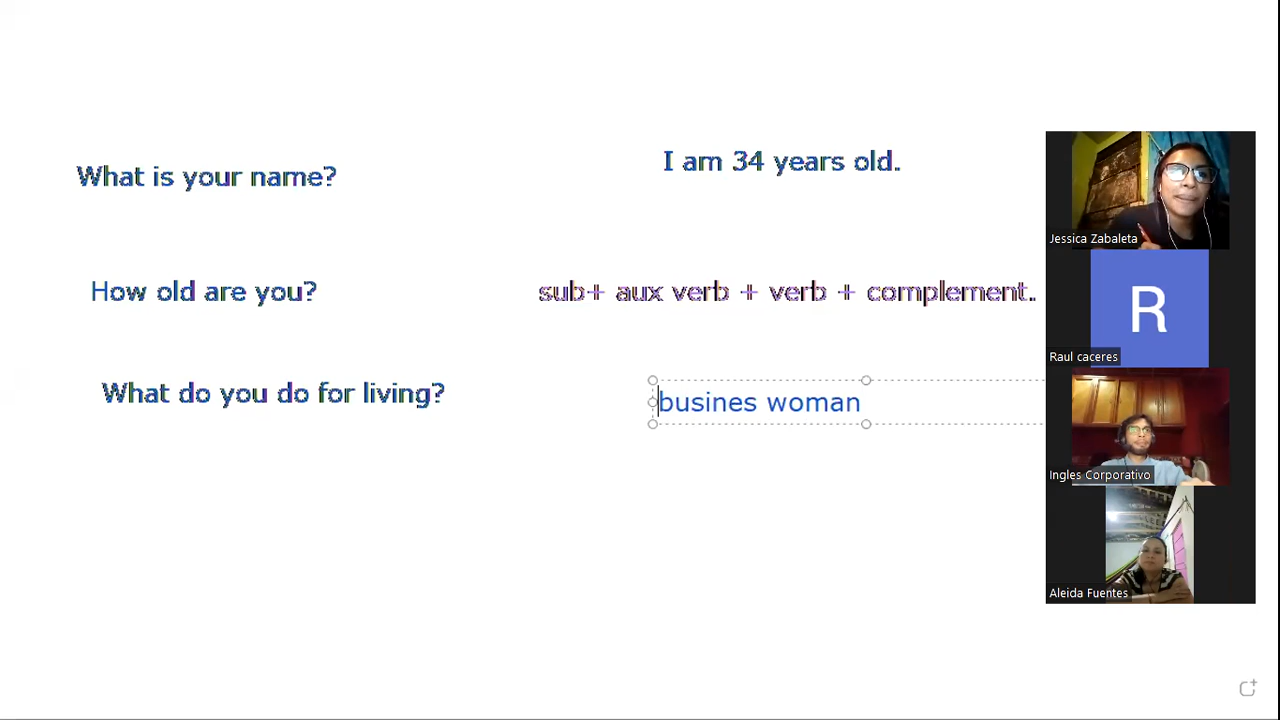 What is your name?
I am 34 years old.
How old are you?
sub+ aux verb + verb + complement.
What do you do for living?
busines woman
Jessica Zabaleta
R
Raul caceres
Ingles Corporativo
Aleida Fuentes